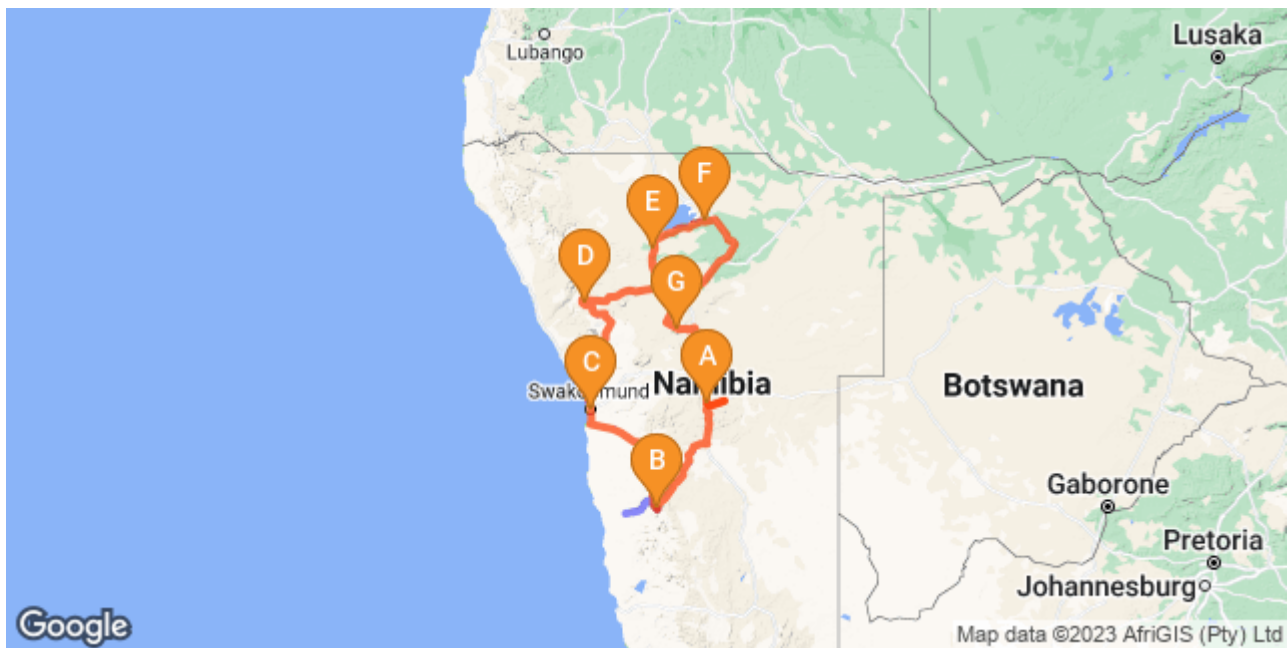 Lubango
Lusaka
F
E
D
G
A
C
Swakopmund
Namibia
Botswana
B
Gaborone
Pretoria
Johannesburg
Google
Map data ©2023 AfriGIS (Pty) Ltd